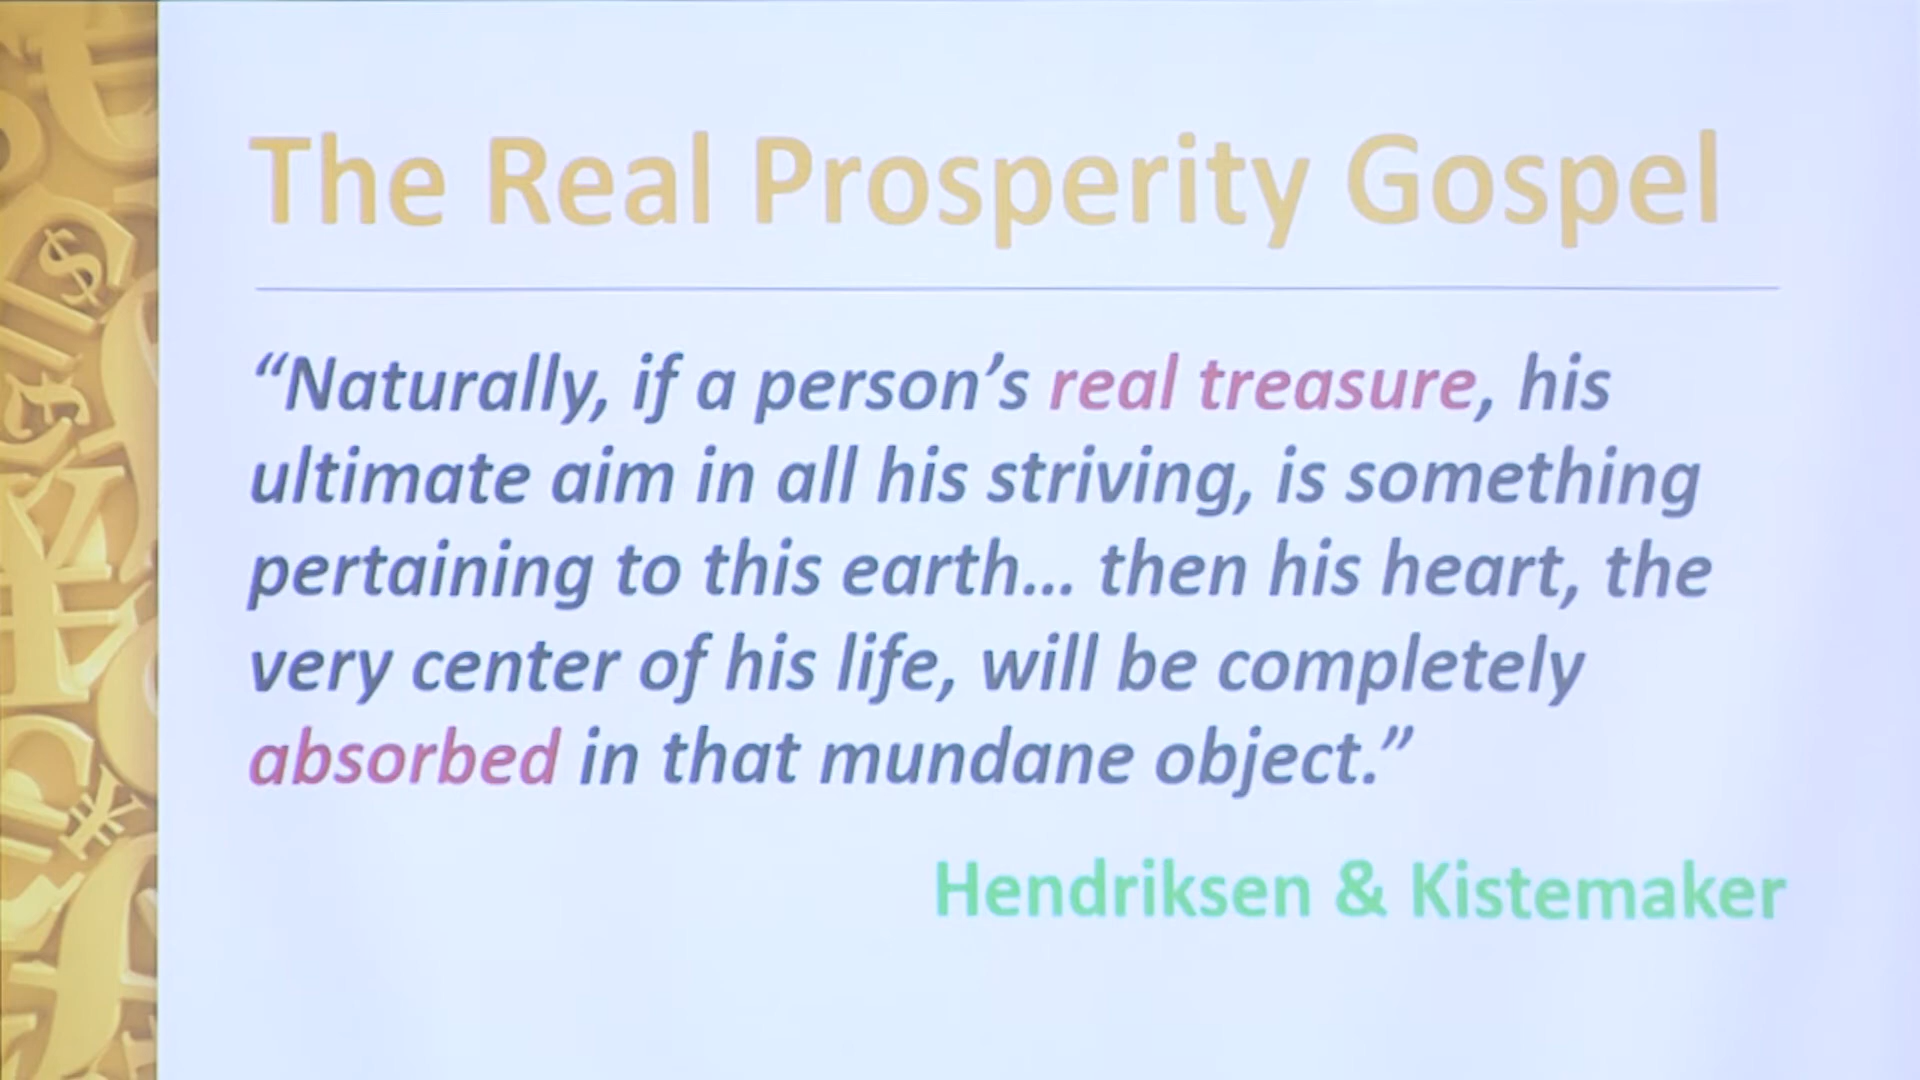 The Real Prosperity Gospel
“Naturally, if a person’s real treasure, his
ultimate aim in all his striving, is something
pertaining to this earth... then his heart, the
very center of his life, will be completely
absorbed in that mundane object.”
Hendriksen & Kistemaker